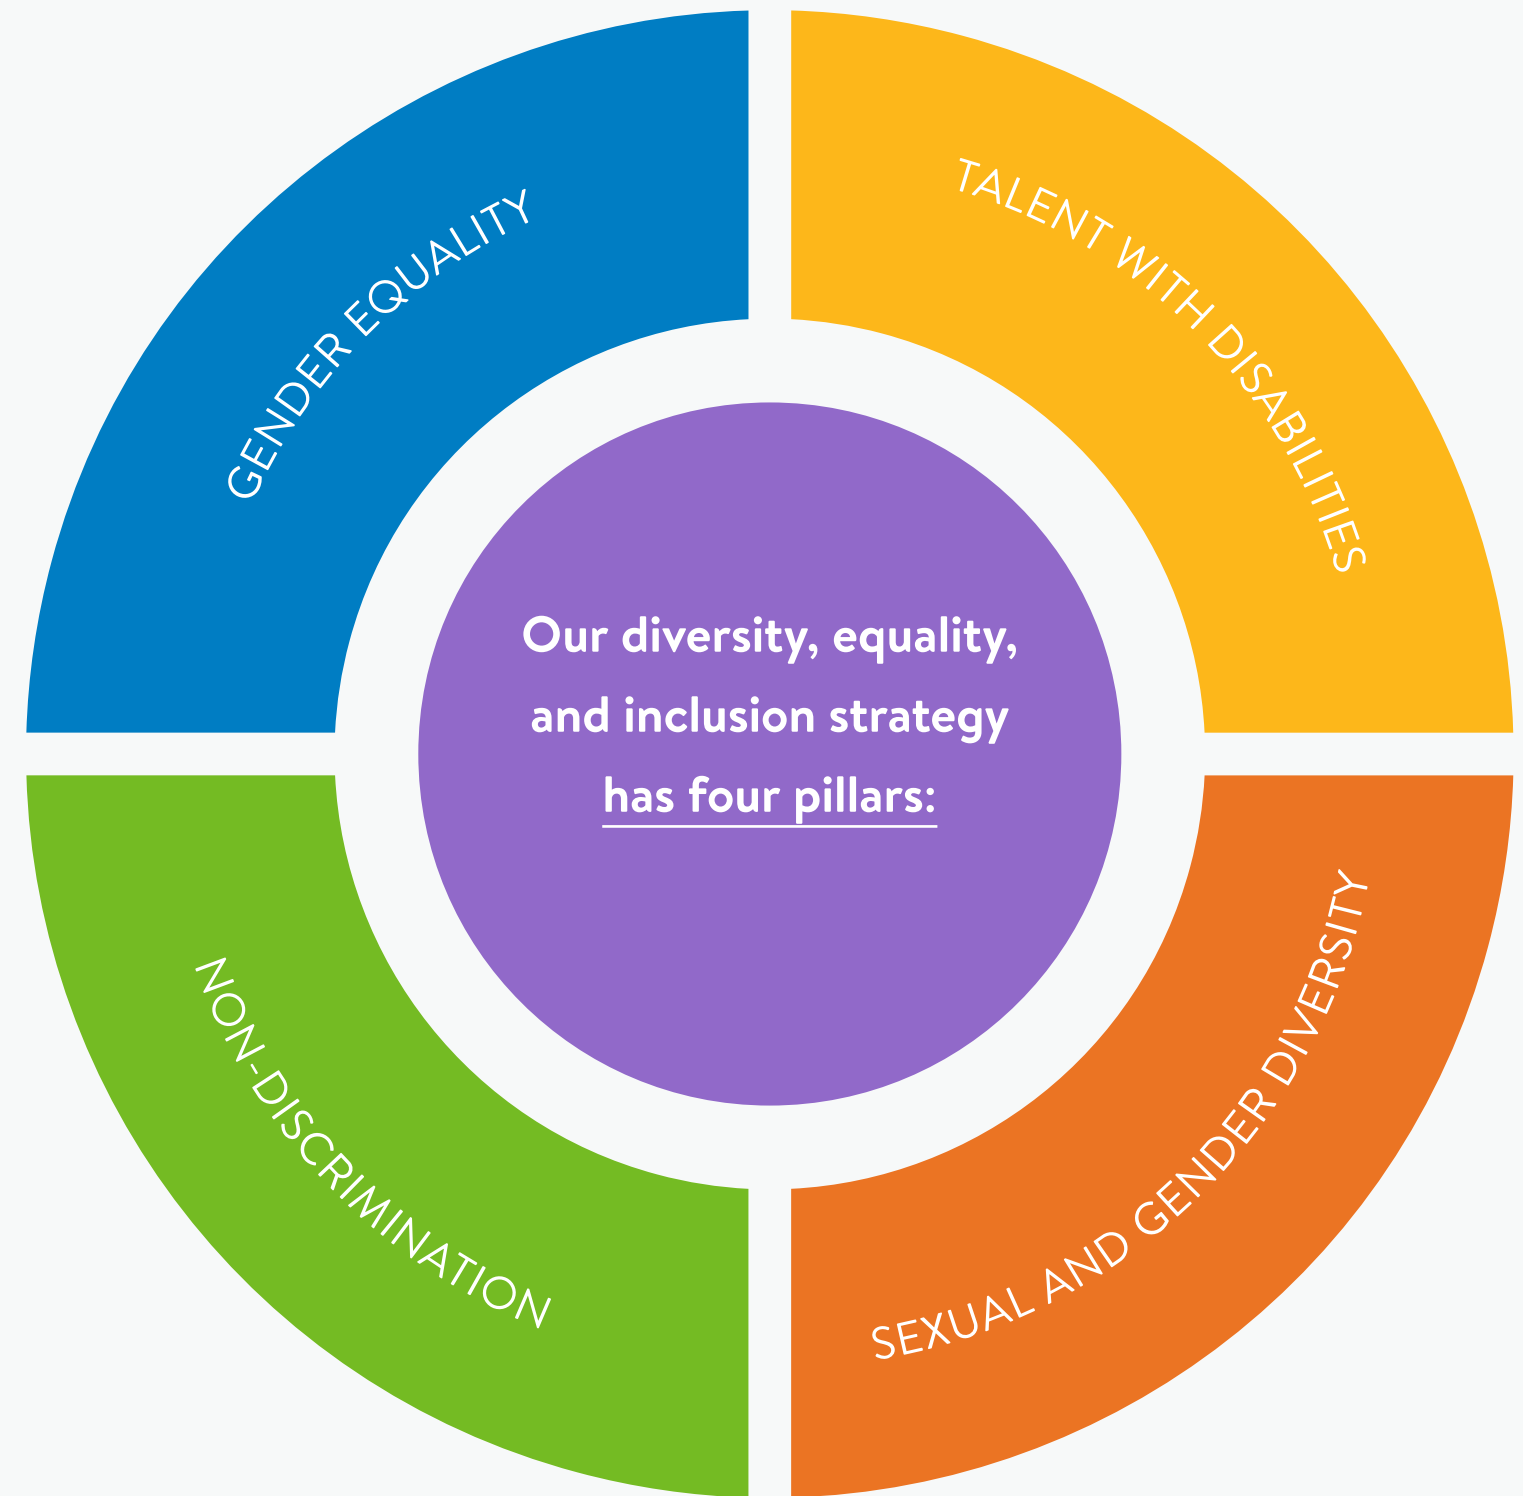 GENDER EQUALITY
TALENT WITH DISABILITIES
Our diversity, equality,
and inclusion strategy
has four pillars:
NON-DISCRIMINATION
SEXUAL AND GENDER DIVERSITY